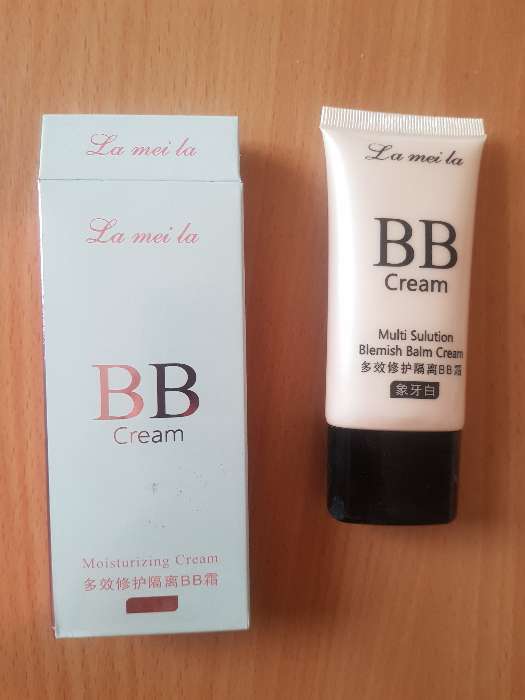 La mei la
La mei la
BB
Cream
Moisturizing Cream
多效修护隔离BB霜
La mei la
BB
Cream
Multi Sulution
Blemish Balm Cream
多效修护隔离BB霜
象牙白